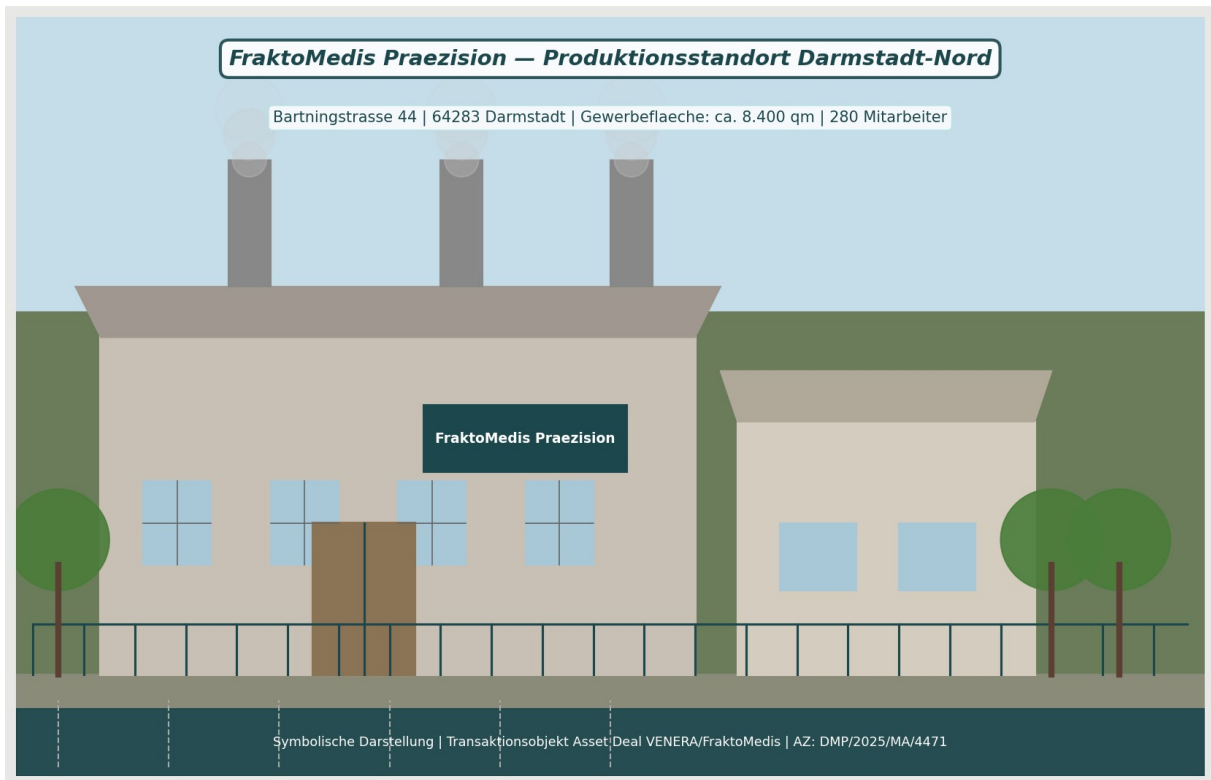 FraktoMedis Praezision — Produktionsstandort Darmstadt-Nord
Bartningstrasse 44 | 64283 Darmstadt | Gewerbeflaeche: ca. 8.400 qm | 280 Mitarbeiter
FraktoMedis Praezision
Symbolische Darstellung | Transaktionsobjekt Asset Deal VENERA/FraktoMedis | AZ: DMP/2025/MA/4471